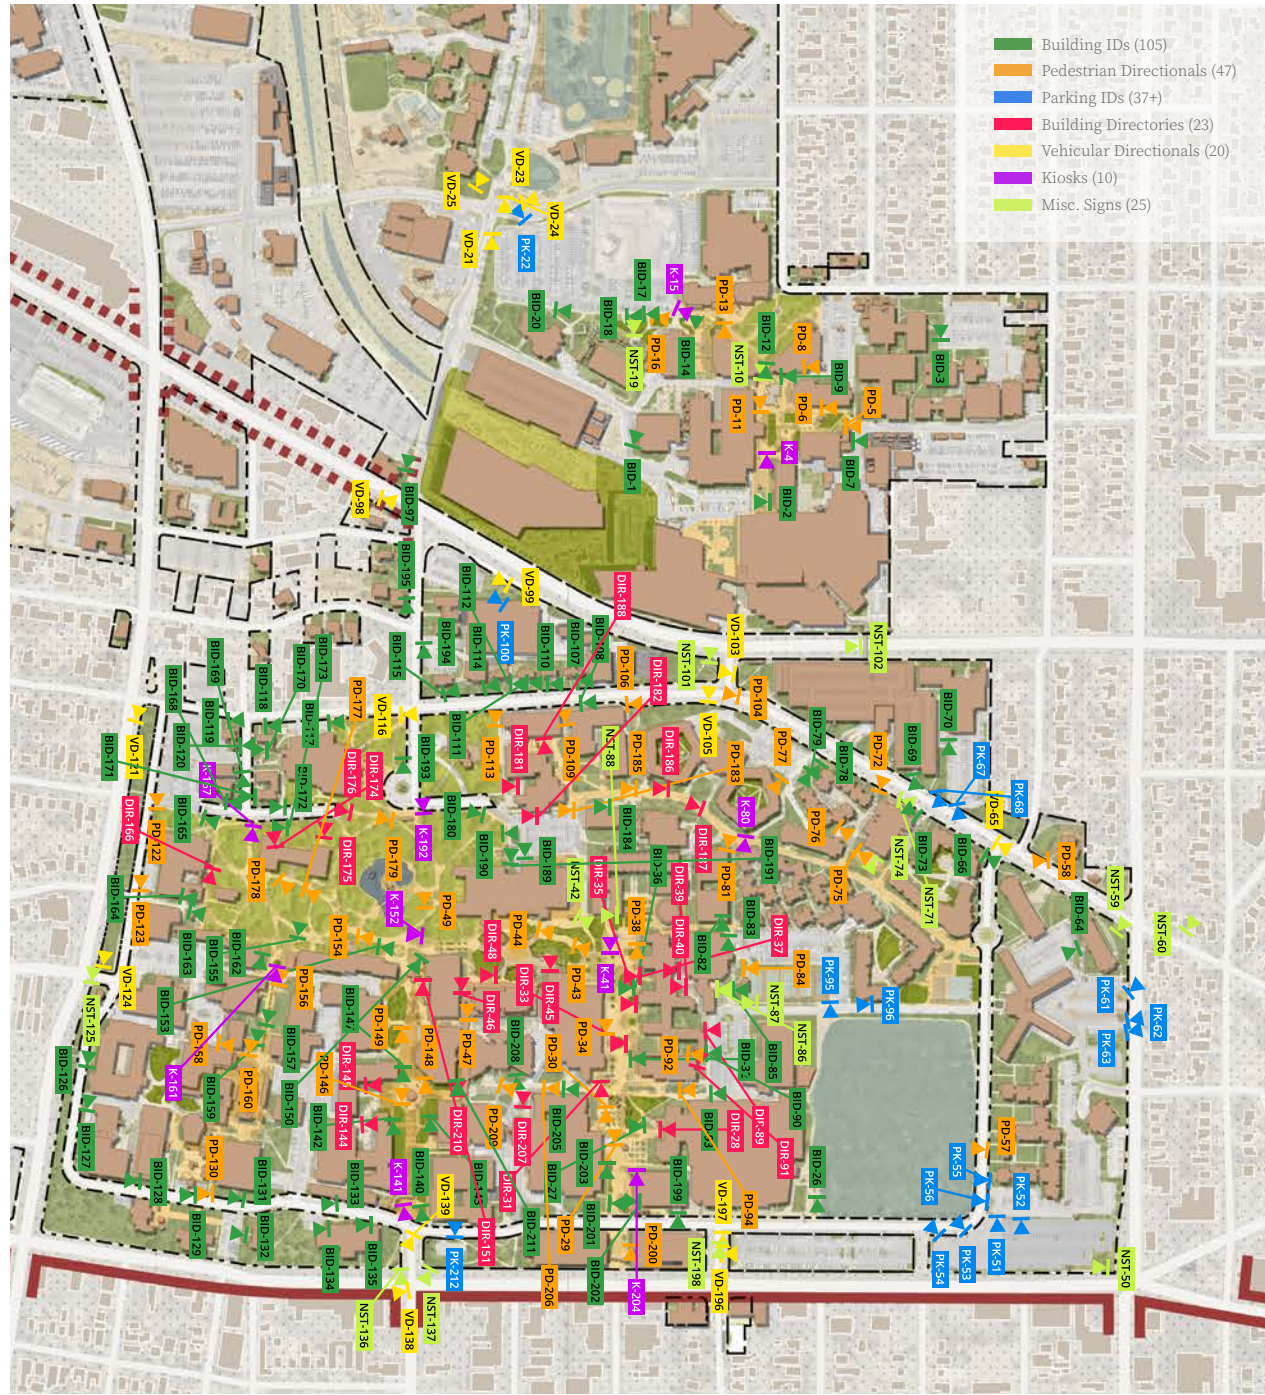 Building IDs (105)
Pedestrian Directionals (47)
Parking IDs (37+)
Building Directories (23)
Vehicular Directionals (20)
Kiosks (10)
Misc. Signs (25)
VD-23
VD-25
VD-24
VD-21
PK-22
BID-17
K-15
PD-13
BID-20
BID-18
BID-12
PD-8
BID-3
PD-16
BID-14
NST-10
BID-9
NST-19
PD-11
PD-6
PD-5
K-4
BID-1
BID-7
BID-2
VD-98
BID-97
BID-195
BID-112
VD-99
DIR-188
BID-115
BID-194
BID-114
PK-100
BID-110
BID-107
PD-106
DIR-182
NST-101
VD-103
NST-102
BID-168
BID-169
BID-118
BID-170
BID-173
PD-177
VD-116
BID-111
PD-104
BID-70
BID-171
VD-121
BID-120
BID-119
BID-117
BID-193
PD-113
DIR-181
PD-109
NST-88
PD-185
DIR-186
VD-105
PD-183
PD-77
BID-79
BID-78
PD-72
BID-69
PK-67
PK-68
DIR-166
PD-122
BID-165
BID-172
DIR-176
DIR-174
K-192
BID-180
BID-184
K-80
PD-76
VD-65
DIR-175
PD-179
BID-190
BID-189
DIR-187
BID-191
NST-74
BID-73
BID-66
PD-58
BID-164
PD-123
PD-178
K-152
PD-49
NST-42
DIR-35
BID-36
DIR-39
PD-81
PD-75
NST-71
NST-59
NST-60
BID-64
BID-163
BID-155
BID-162
PD-154
DIR-48
PD-44
PD-38
DIR-40
BID-82
BID-83
DIR-37
PD-84
PK-95
PK-96
NST-125
VD-124
BID-153
PD-156
BID-147
DIR-46
DIR-33
DIR-45
PD-43
K-41
NST-87
NST-86
PK-61
PK-62
PK-63
BID-126
K-161
BID-159
PD-160
BID-157
BID-150
PD-146
PD-149
PD-148
PD-47
BID-208
PD-30
PD-34
PD-92
BID-85
BID-90
BID-127
BID-142
DIR-144
DIR-210
PD-209
DIR-207
BID-205
BID-203
DIR-28
DIR-91
PD-57
BID-128
PD-130
BID-131
BID-133
K-141
BID-140
VD-139
DIR-31
BID-27
BID-199
VD-197
PD-94
BID-26
PK-56
PK-55
PK-52
BID-129
BID-132
BID-134
BID-135
PK-212
DIR-151
BID-211
PD-29
BID-201
PD-200
NST-198
PK-54
PK-53
PK-51
NST-50
NST-136
VD-138
NST-137
PD-206
BID-202
K-204
VD-196